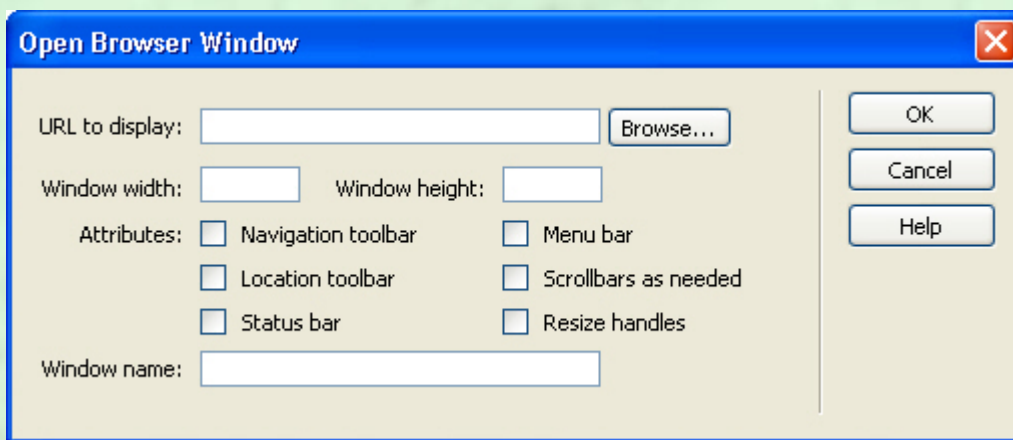 Open Browser Window
URL to display: Browse... OK
Window width: Window height: Cancel
Attributes: Navigation toolbar Menu bar Help
Location toolbar Scrollbars as needed
Status bar Resize handles
Window name: